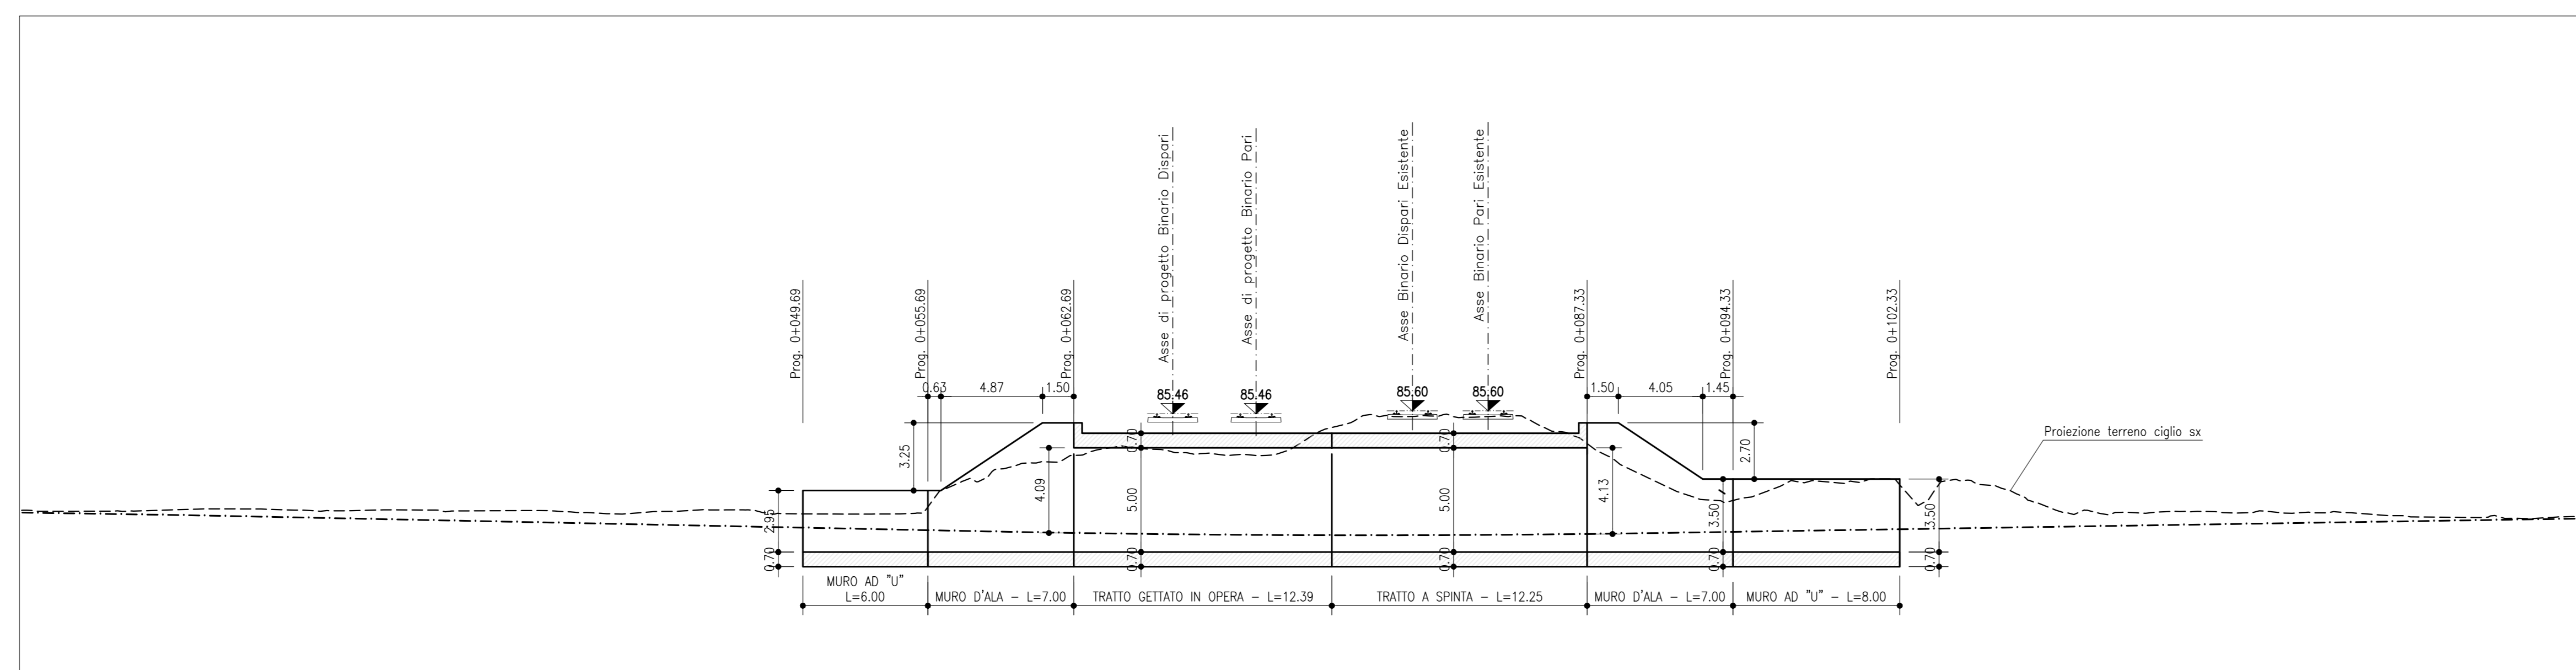 Asse di progetto Binario Dispari
Asse di progetto Binario Pari
Asse Binario Dispari Esistente
Asse Binario Pari Esistente
Prog. 0+049.69
Prog. 0+055.69
Prog. 0+062.69
Prog. 0+087.33
Prog. 0+094.33
Prog. 0+102.33
0.63
4.87
1.50
85.46
85.46
85.60
85.60
1.50
4.05
1.45
3.25
0.70
0.70
2.70
Proiezione terreno ciglio sx
4.09
5.00
5.00
4.13
2.95
3.50
3.50
0.70
0.70
0.70
0.70
0.70
MURO AD "U"
L=6.00
MURO D'ALA - L=7.00
TRATTO GETTATO IN OPERA - L=12.39
TRATTO A SPINTA - L=12.25
MURO D'ALA - L=7.00
MURO AD "U" - L=8.00